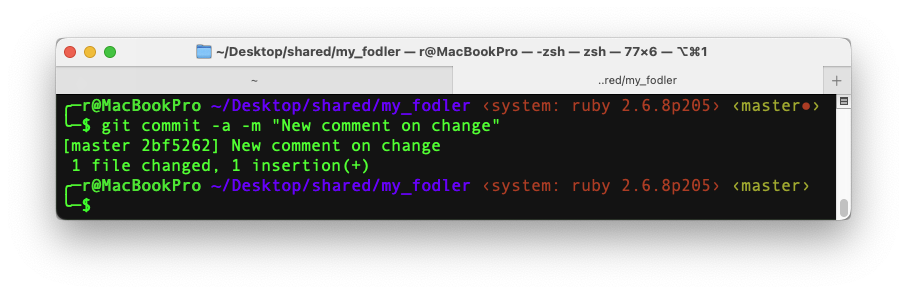 ~/Desktop/shared/my_fodler — r@MacBookPro — -zsh — zsh — 77×6 — ⌥⌘1
~
..red/my_fodler
+
╭─r@MacBookPro ~/Desktop/shared/my_fodler ‹system: ruby 2.6.8p205› ‹master●›
╰─$ git commit -a -m "New comment on change"
[master 2bf5262] New comment on change
1 file changed, 1 insertion(+)
╭─r@MacBookPro ~/Desktop/shared/my_fodler ‹system: ruby 2.6.8p205› ‹master›
╰─$